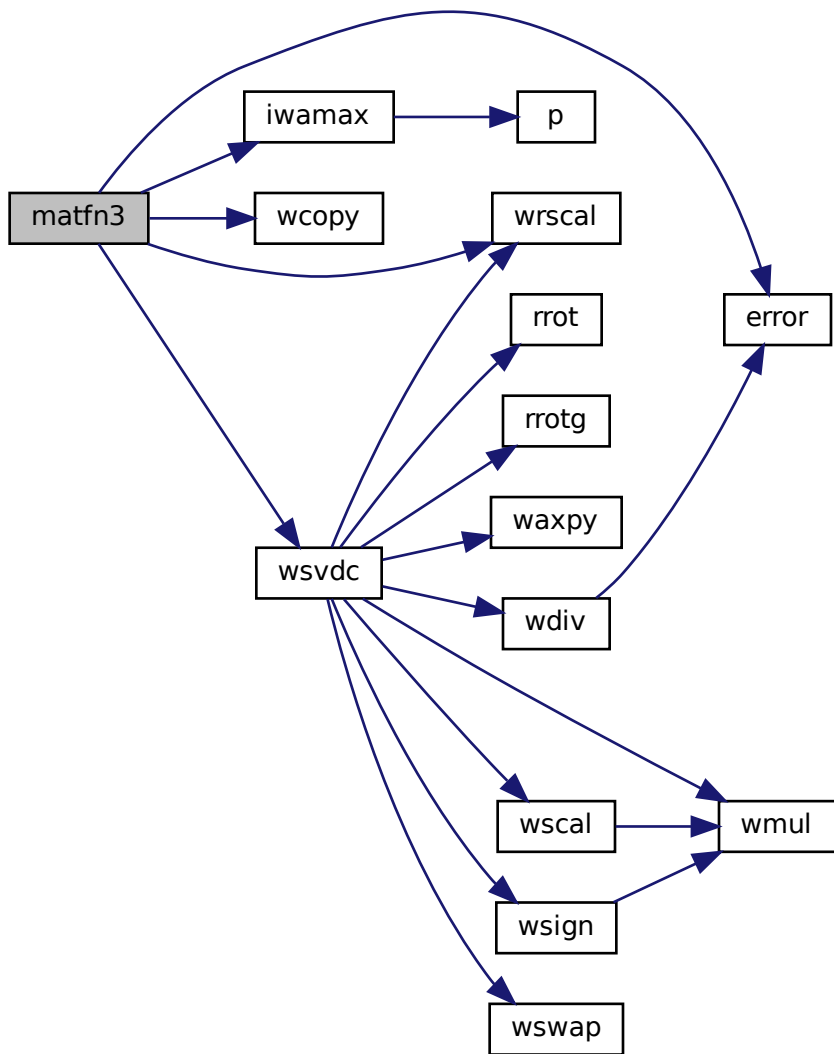 iwamax
p
matfn3
wcopy
wrscal
rrot
error
rrotg
waxpy
wsvdc
wdiv
wscal
wmul
wsign
wswap